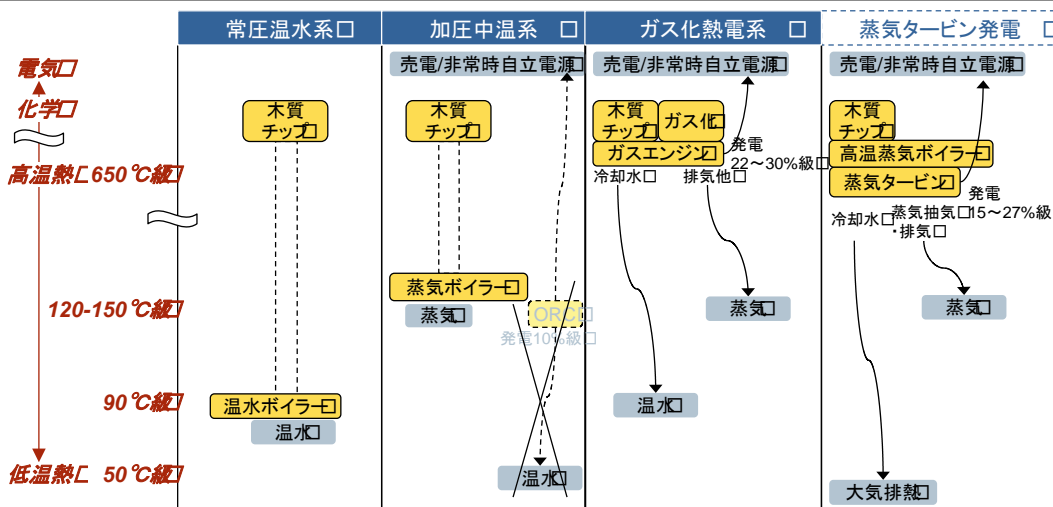 常圧温水系□
加圧中温系 □
ガス化熱電系 □
蒸気タービン発電 □
電気□
化学□
高温熱□ 650℃級□
120-150℃級□
90℃級□
低温熱□ 50℃級□
木質
チップ□
温水ボイラー□
温水□
売電/非常時自立電源□
木質
チップ□
蒸気ボイラー□
蒸気□
ORC□
発電10%級□
温水□
売電/非常時自立電源□
木質
チップ□
ガス化□
ガスエンジン□
発電
22～30%級□
冷却水□
排気他□
蒸気□
温水□
売電/非常時自立電源□
木質
チップ□
高温蒸気ボイラー□
蒸気タービン□
発電
15～27%級
冷却水□
蒸気抽気□
・排気□
蒸気□
大気排熱□